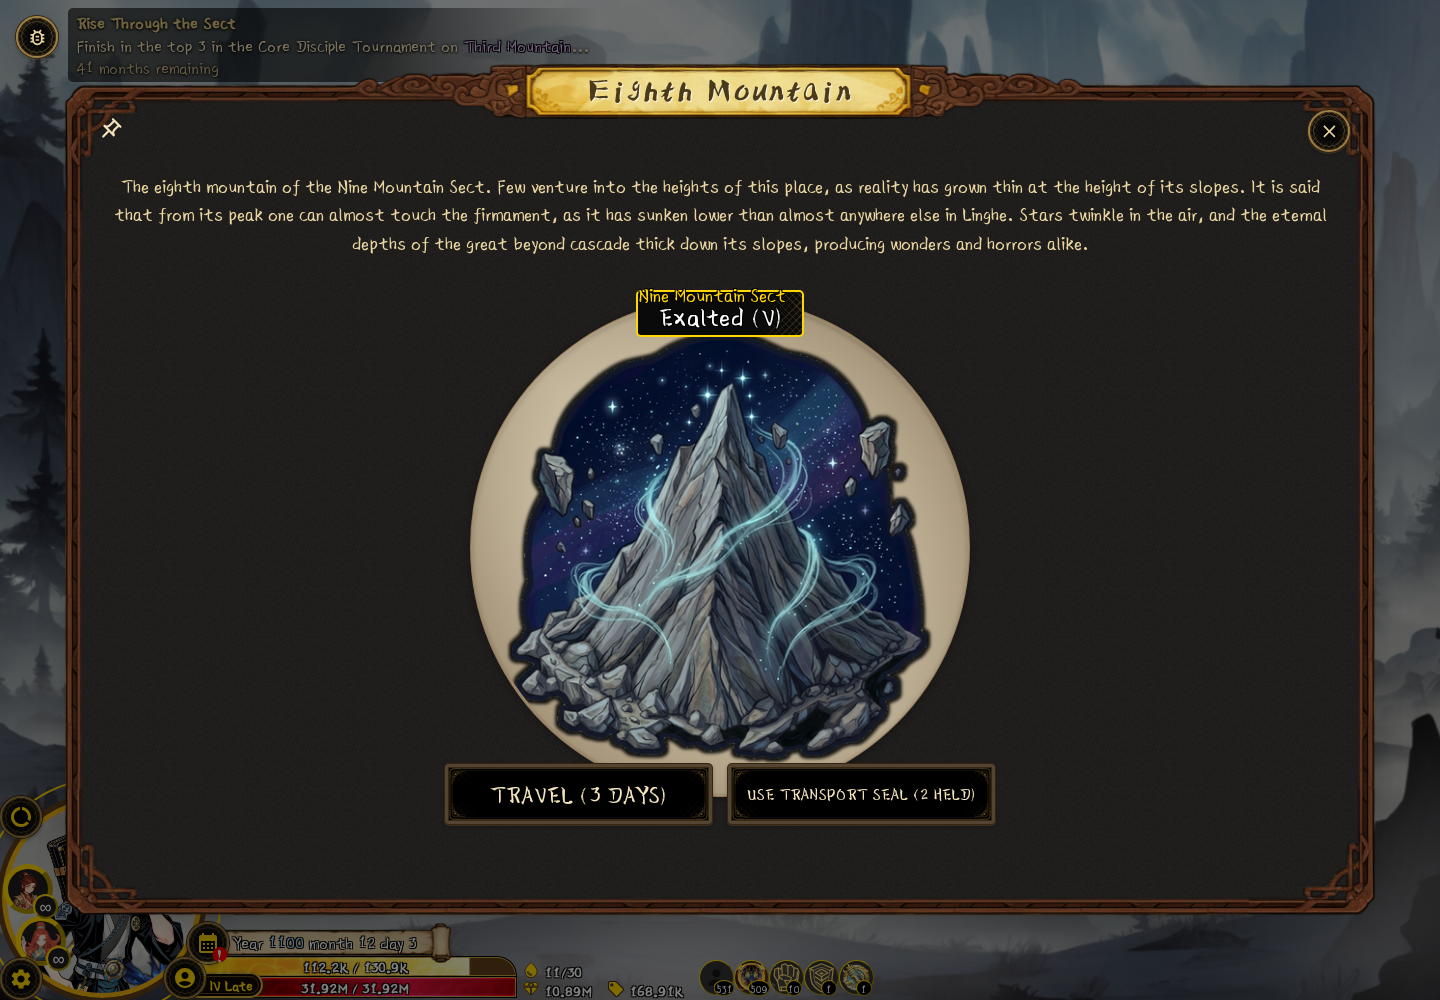 Rise Through the Sect
Finish in the top 3 in the Core Disciple Tournament on Third Mountain...
41 months remaining
Eighth Mountain
The eighth mountain of the Nine Mountain Sect. Few venture into the heights of this place, as reality has grown thin at the height of its slopes. It is said
that from its peak one can almost touch the firmament, as it has sunken lower than almost anywhere else in Linghe. Stars twinkle in the air, and the eternal
depths of the great beyond cascade thick down its slopes, producing wonders and horrors alike.
Nine Mountain Sect
Exalted (V)
TRAVEL (3 DAYS)
USE TRANSPORT SEAL (2 HELD)
∞
∞
Year 1100 month 12 day 3
112.2K / 130.9K
IV Late
31.92M / 31.92M
11/30
10.89M
168.91K
531
509
10
1
1